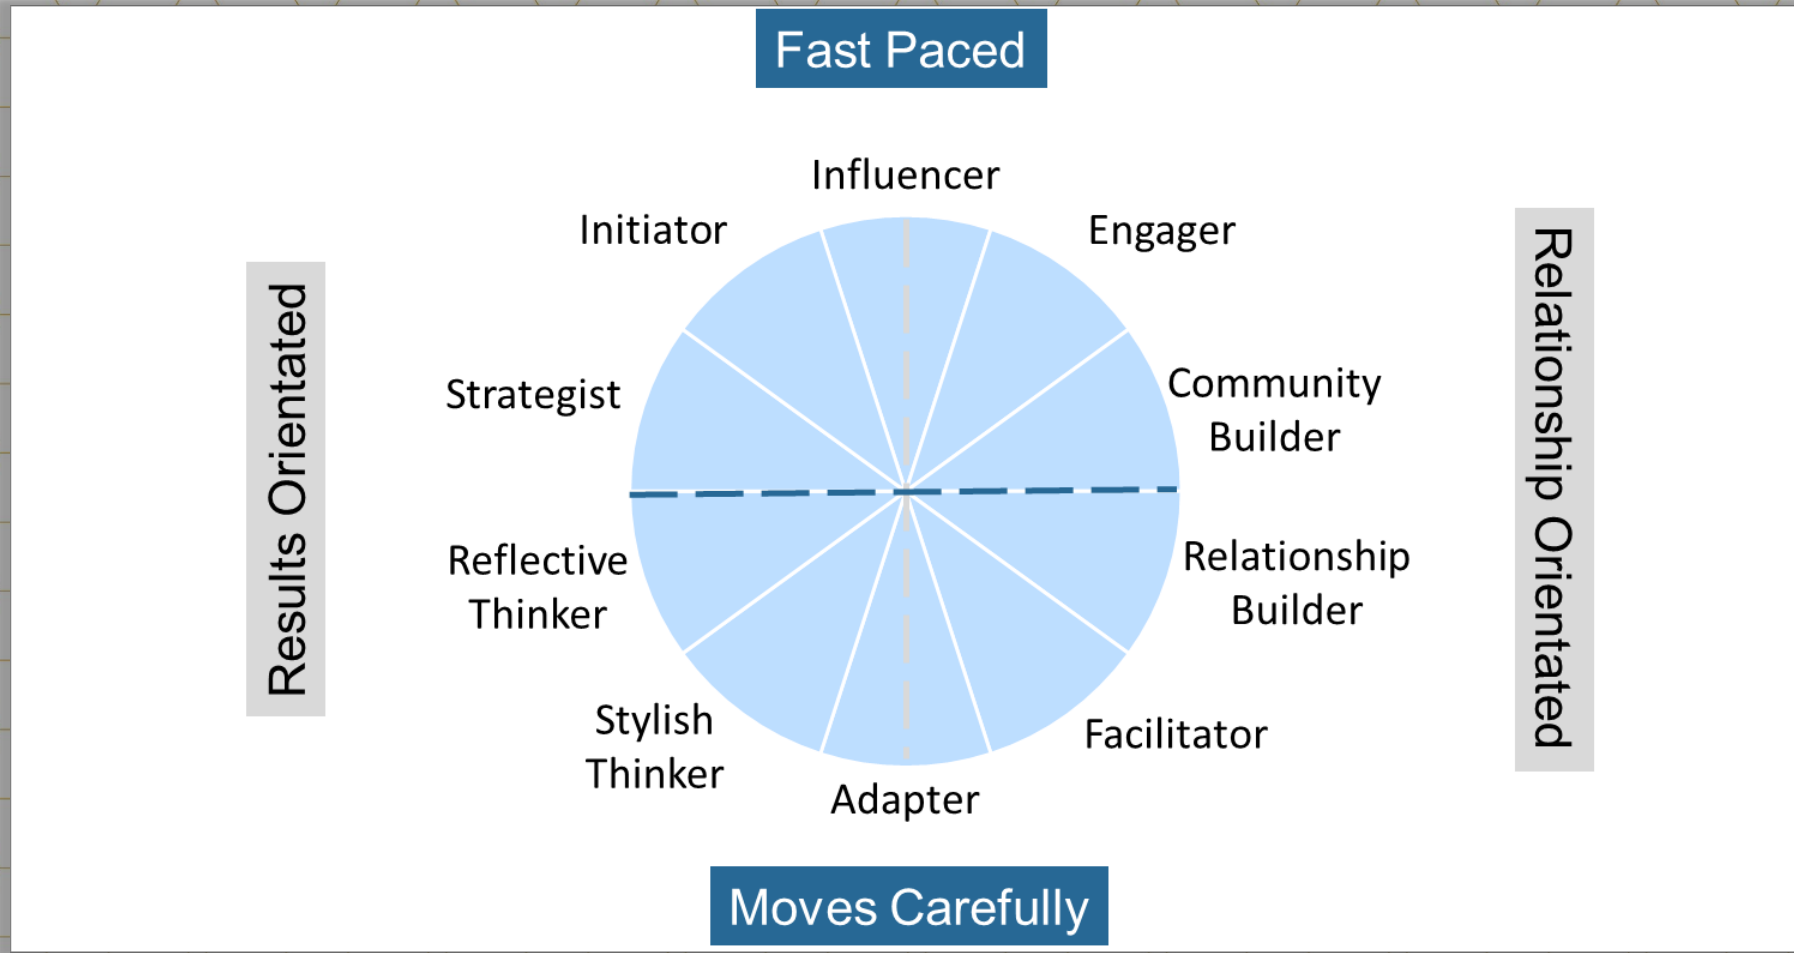 Fast Paced
Influencer
Initiator
Engager
Results Orientated
Relationship Orientated
Strategist
Community
Builder
Reflective
Thinker
Relationship
Builder
Stylish
Thinker
Facilitator
Adapter
Moves Carefully